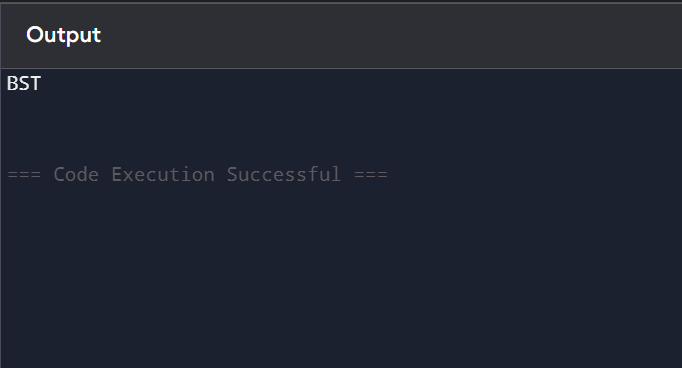 Output
BST
=== Code Execution Successful ===